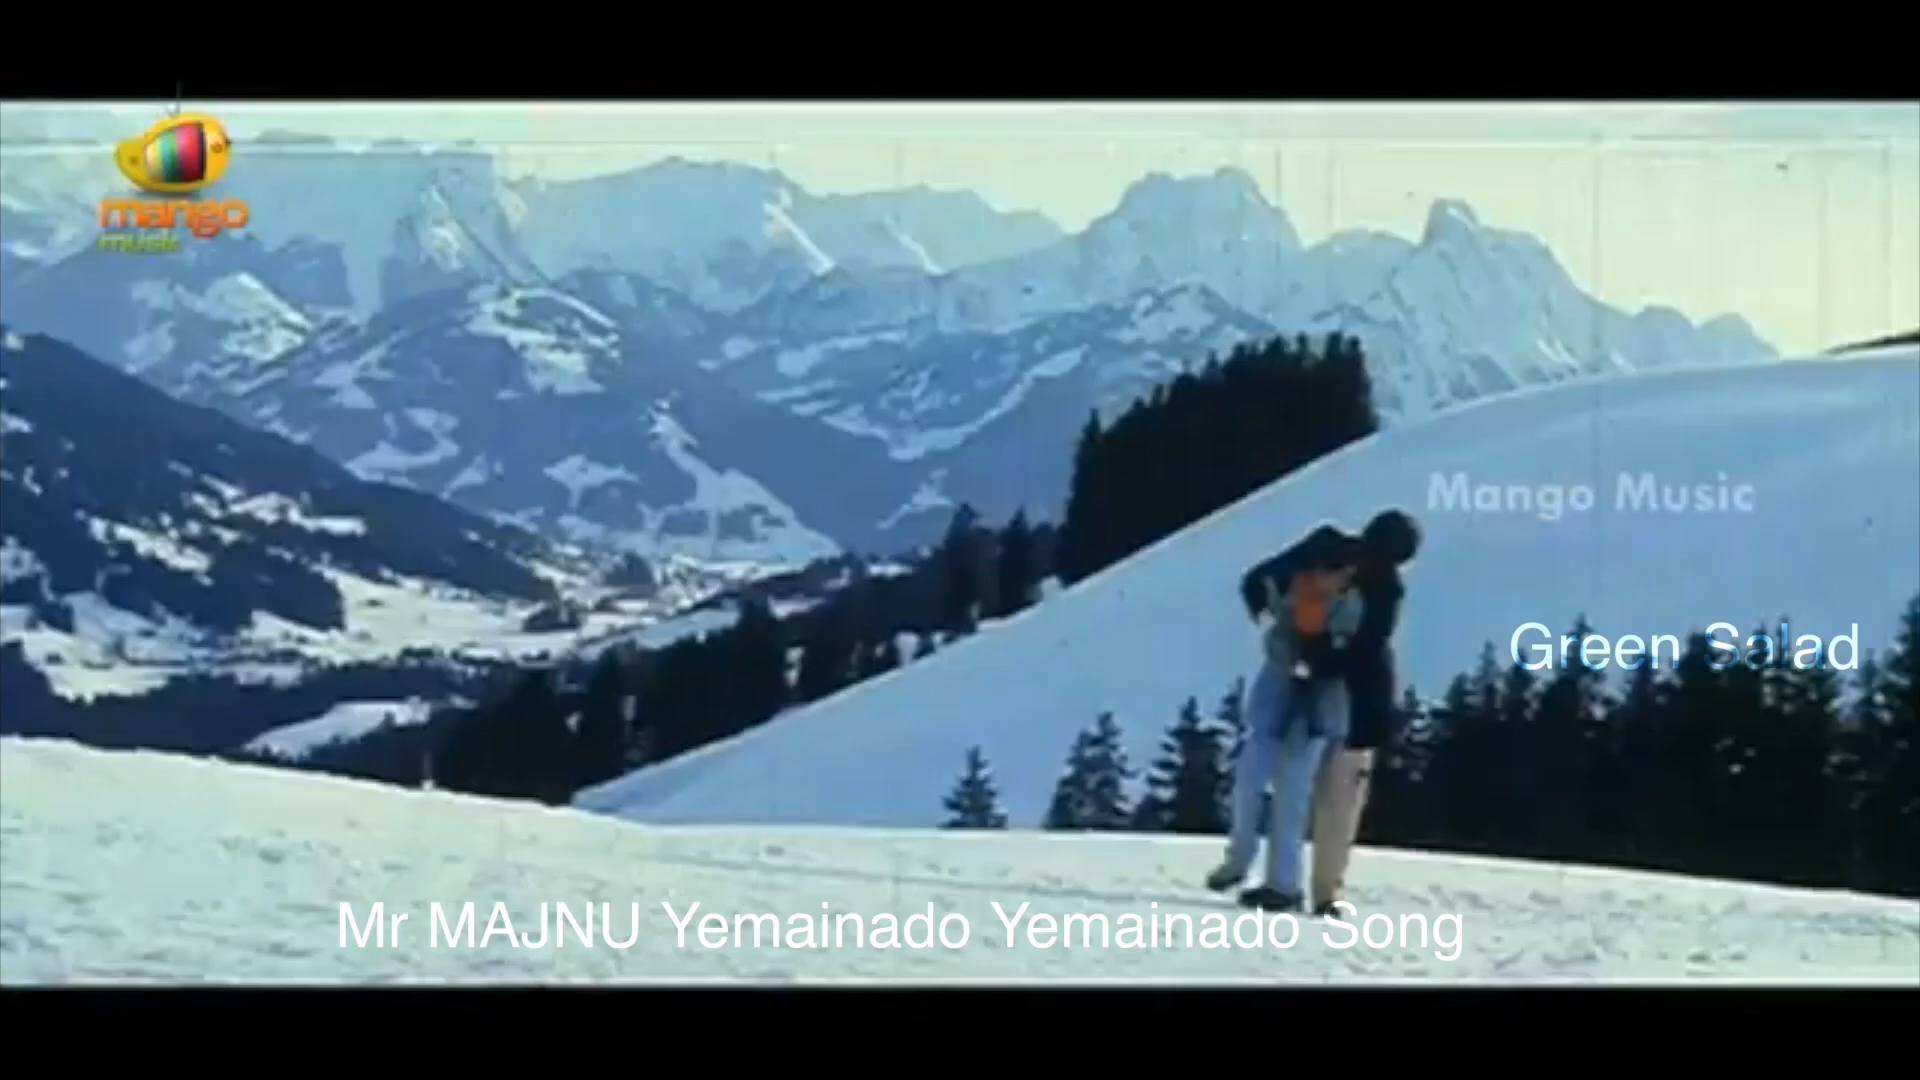 mango
music
Mango Music
Green Salad
Mr MAJNU Yemainado Yemainado Song